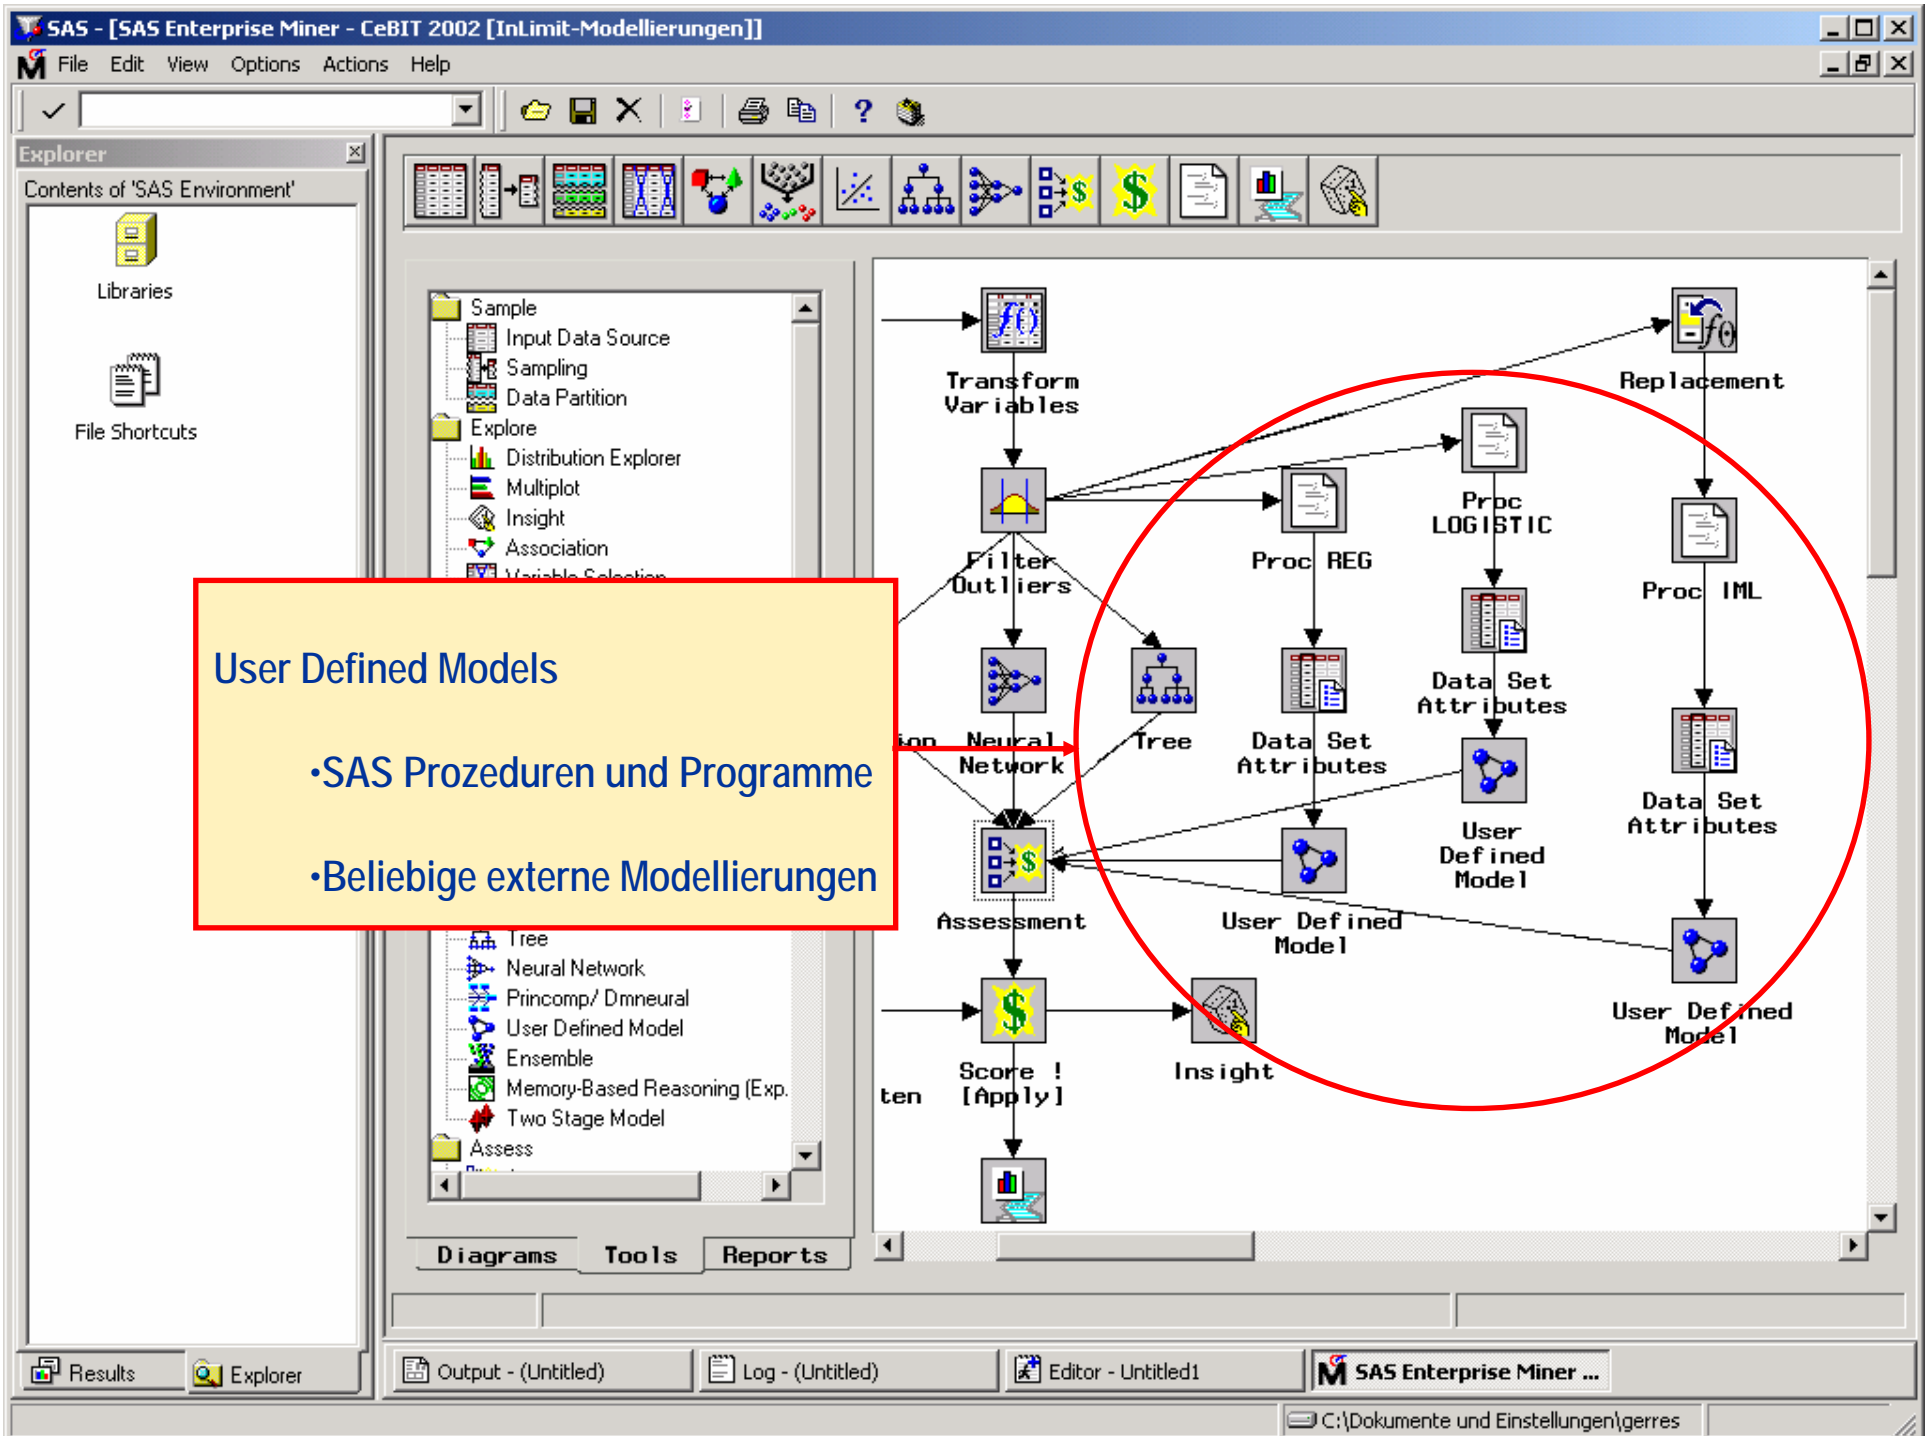 SAS - [SAS Enterprise Miner - CeBIT 2002 [InLimit-Modellierungen]]
File Edit View Options Actions Help
Explorer
Contents of 'SAS Environment'
Libraries
File Shortcuts
Sample
Input Data Source
Sampling
Data Partition
Explore
Distribution Explorer
Multiplot
Insight
Association
Variable Selection
User Defined Models
•SAS Prozeduren und Programme
•Beliebige externe Modellierungen
Tree
Neural Network
Princomp/ Dmneural
User Defined Model
Ensemble
Memory-Based Reasoning (Exp.
Two Stage Model
Assess
Diagrams Tools Reports
Transform
Variables
Replacement
Filter
Outliers
Proc REG
Proc
LOGISTIC
Proc IML
ion
Neural
Network
Tree
Data Set
Attributes
Data Set
Attributes
Data Set
Attributes
Assessment
User Defined
Model
User
Defined
Model
User Defined
Model
ten
Score !
[Apply]
Insight
Results Explorer
Output - (Untitled)
Log - (Untitled)
Editor - Untitled1
SAS Enterprise Miner ...
C:\Dokumente und Einstellungen\gerres